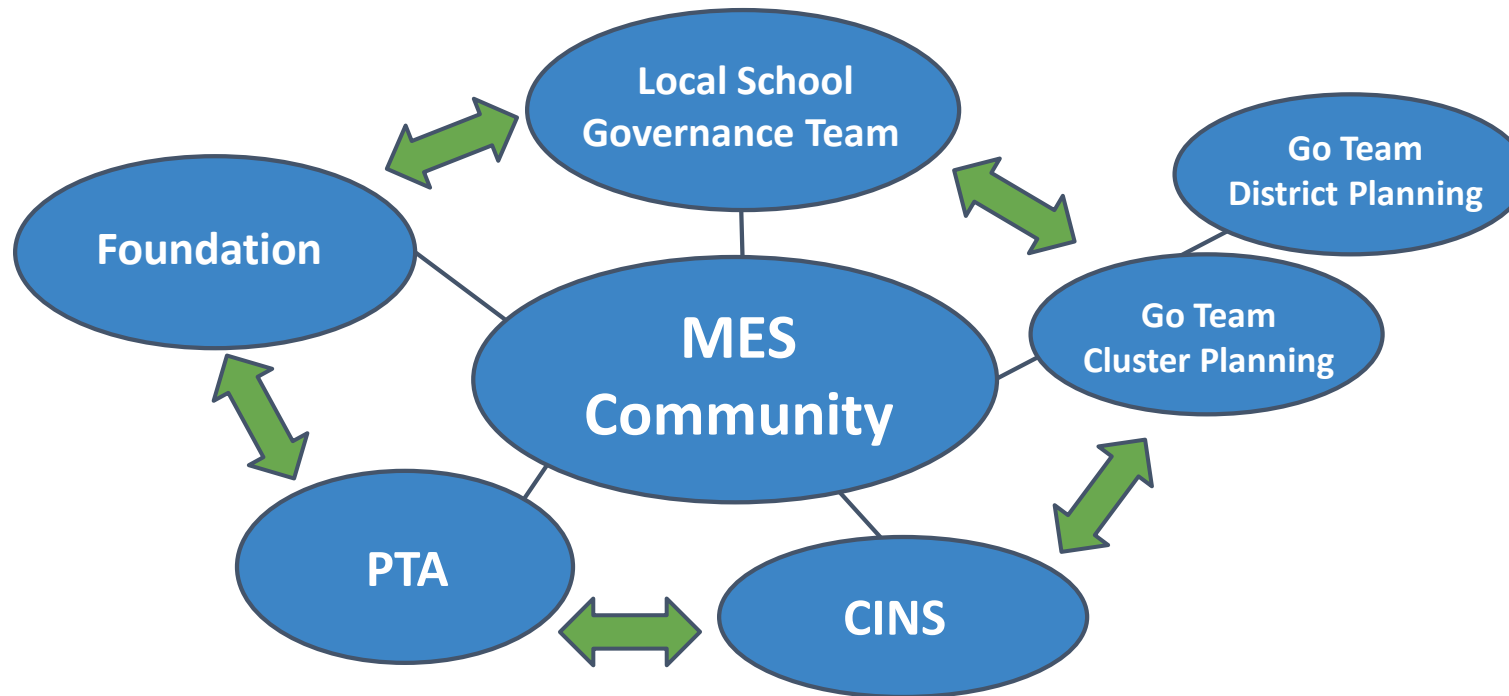 Local School
Governance Team
Go Team
District Planning
Foundation
MES
Community
Go Team
Cluster Planning
PTA
CINS